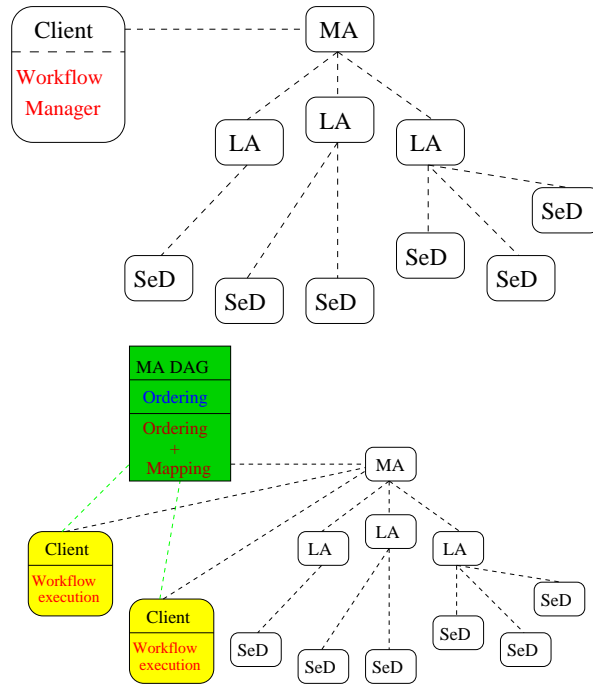 Client
MA
Workflow
Manager
LA
LA
LA
SeD
SeD
SeD
SeD
SeD
SeD
MA DAG
Ordering
Ordering
+
Mapping
MA
Client
Workflow
execution
LA
LA
LA
Client
Workflow
execution
SeD
SeD
SeD
SeD
SeD
SeD